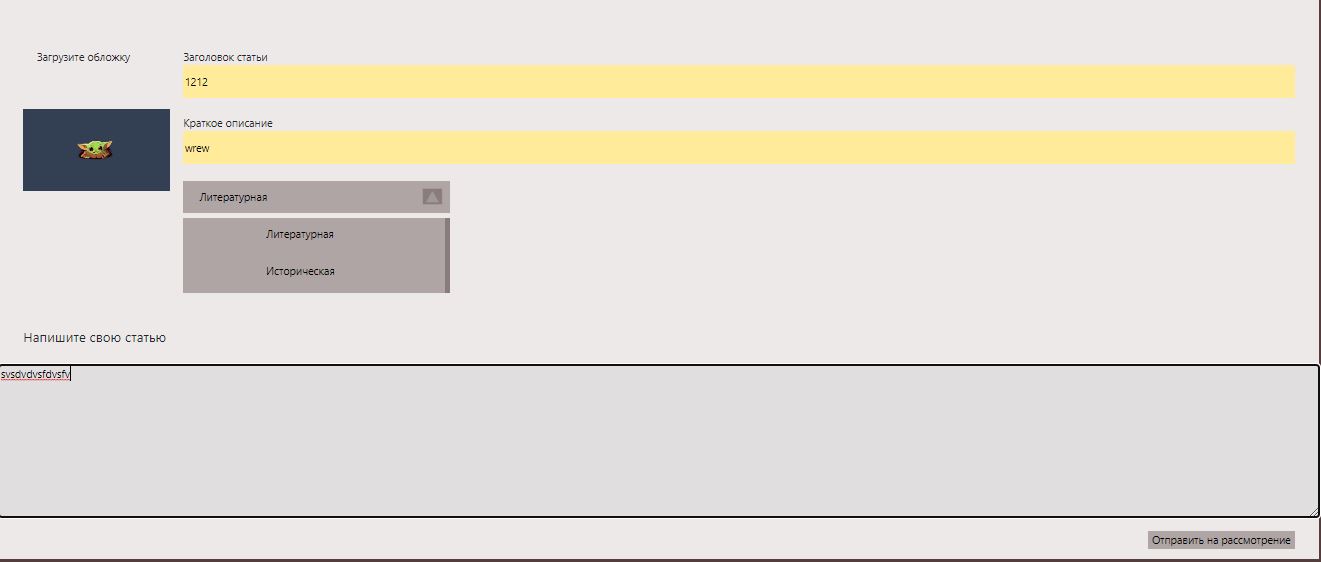 Загрузите обложку
Заголовок статьи
1212
Краткое описание
wrew
Литературная
Литературная
Историческая
Напишите свою статью
svsdvdvsfdvsfv
Отправить на рассмотрение